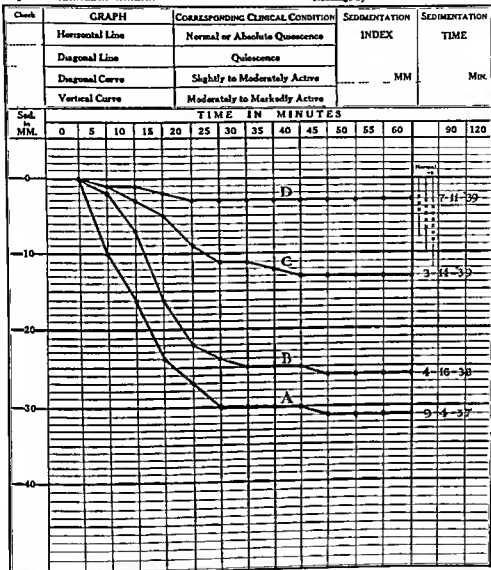 Check GRAPH CORRESPONDING CLINICAL CONDITION SEDIMENTATION INDEX SEDIMENTATION TIME
Horizontal Line Normal or Absolute Quiescence
Diagonal Line Quiescence
Diagonal Curve Slightly to Moderately Active MM MIN.
Vertical Curve Moderately to Markedly Active
Sed. in MM. TIME IN MINUTES
0 5 10 15 20 25 30 35 40 45 50 55 60 90 120
Normal
0 D 7-11-39
10 C 3-11-39
20
B 4-16-38
30 A 9-4-37
40